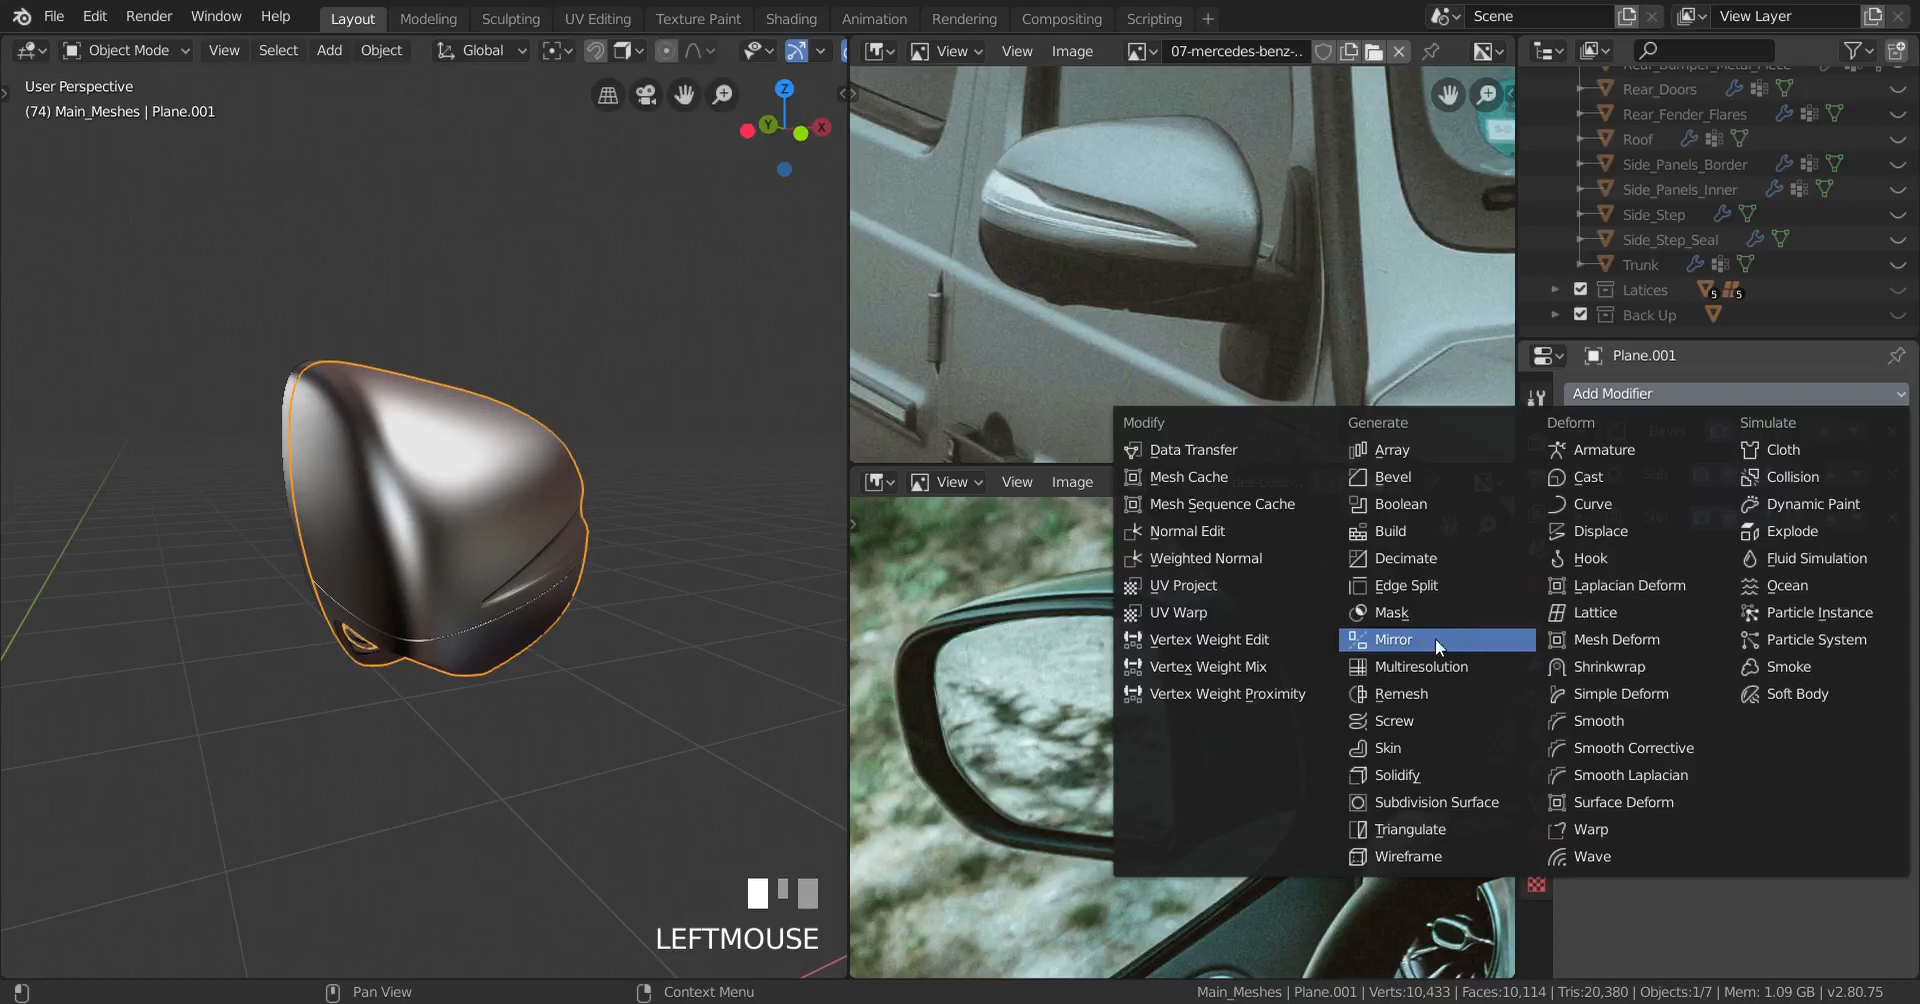 File Edit Render Window Help Layout Modeling Sculpting UV Editing Texture Paint Shading Animation Rendering Compositing Scripting Scene View Layer
Object Mode View Select Add Object Global View View Image 07-mercedes-benz-..
User Perspective
(74) Main_Meshes | Plane.001
Z
Y
X
Rear_Damper_Metal_Piece
Rear_Doors
Rear_Fender_Flares
Roof
Side_Panels_Border
Side_Panels_Inner
Side_Step
Side_Step_Seal
Trunk
Latices 5 5
Back Up
Plane.001
Add Modifier
View View Image
Modify
Data Transfer
Mesh Cache
Mesh Sequence Cache
Normal Edit
Weighted Normal
UV Project
UV Warp
Vertex Weight Edit
Vertex Weight Mix
Vertex Weight Proximity
Generate
Array
Bevel
Boolean
Build
Decimate
Edge Split
Mask
Mirror
Multiresolution
Remesh
Screw
Skin
Solidify
Subdivision Surface
Triangulate
Wireframe
Deform
Armature
Cast
Curve
Displace
Hook
Laplacian Deform
Lattice
Mesh Deform
Shrinkwrap
Simple Deform
Smooth
Smooth Corrective
Smooth Laplacian
Surface Deform
Warp
Wave
Simulate
Cloth
Collision
Dynamic Paint
Explode
Fluid Simulation
Ocean
Particle Instance
Particle System
Smoke
Soft Body
LEFTMOUSE
Pan View Context Menu Main_Meshes | Plane.001 | Verts:10,433 | Faces:10,114 | Tris:20,380 | Objects:1/7 | Mem: 1.09 GB | v2.80.75